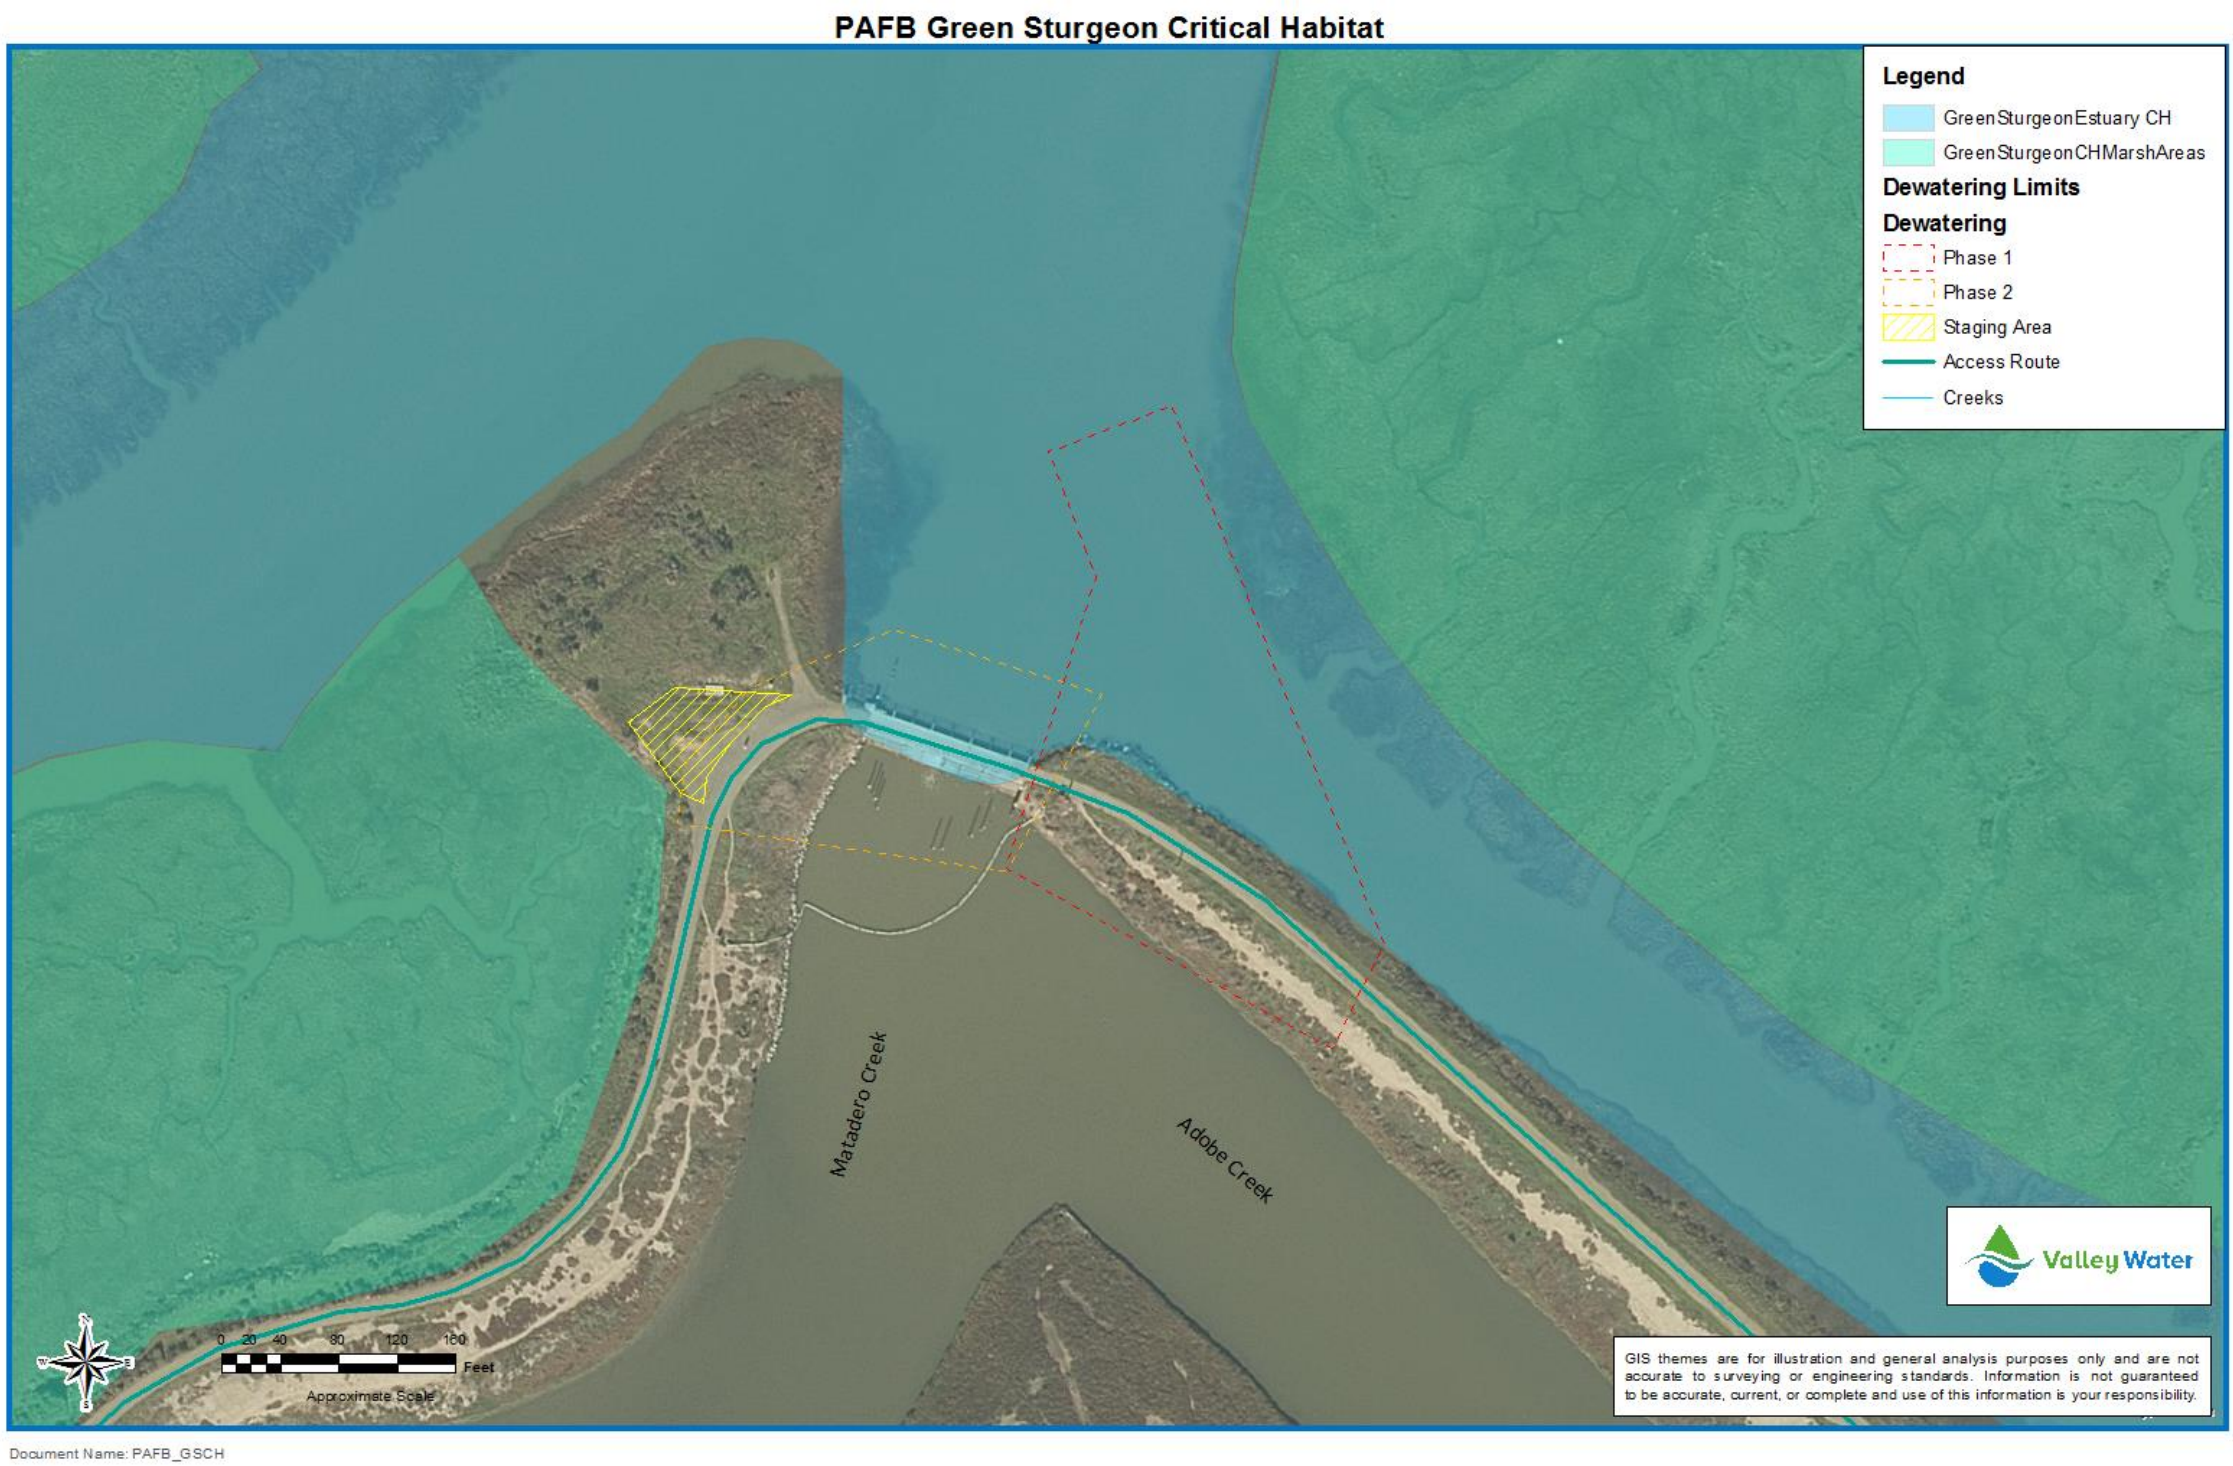 PAFB Green Sturgeon Critical Habitat
Legend
GreenSturgeonEstuary CH
GreenSturgeonCHMarshAreas
Dewatering Limits
Dewatering
Phase 1
Phase 2
Staging Area
Access Route
Creeks
Matadero Creek
Adobe Creek
Valley Water
N
W E
S
0 20 40 80 120 160
Feet
Approximate Scale
GIS themes are for illustration and general analysis purposes only and are not
accurate to surveying or engineering standards. Information is not guaranteed
to be accurate, current, or complete and use of this information is your responsibility.
Document Name: PAFB_GSCH